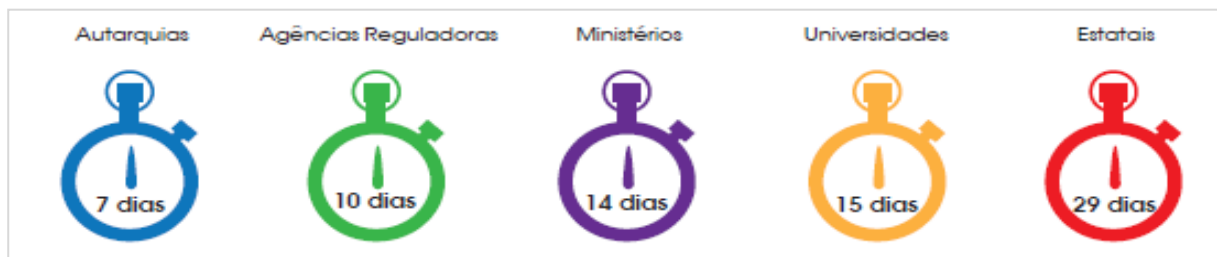 Autarquias Agências Reguladoras Ministérios Universidades Estatais
7 dias 10 dias 14 dias 15 dias 29 dias